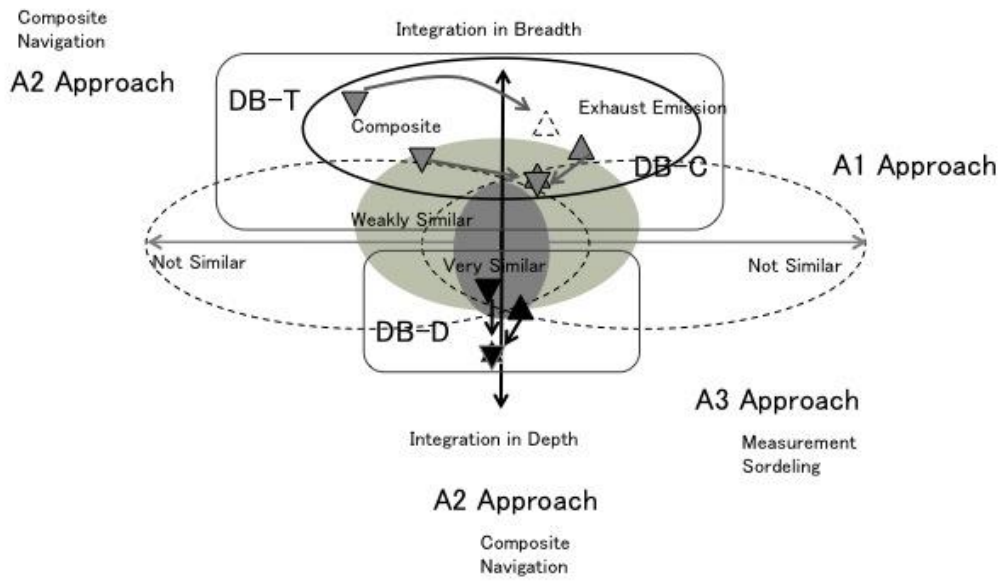 Composite
Navigation
A2 Approach
Integration in Breadth
DB-T
Exhaust Emission
Composite
DB-C
A1 Approach
Weakly Similar
Not Similar
Very Similar
Not Similar
DB-D
A3 Approach
Measurement
Sordeling
Integration in Depth
A2 Approach
Composite
Navigation